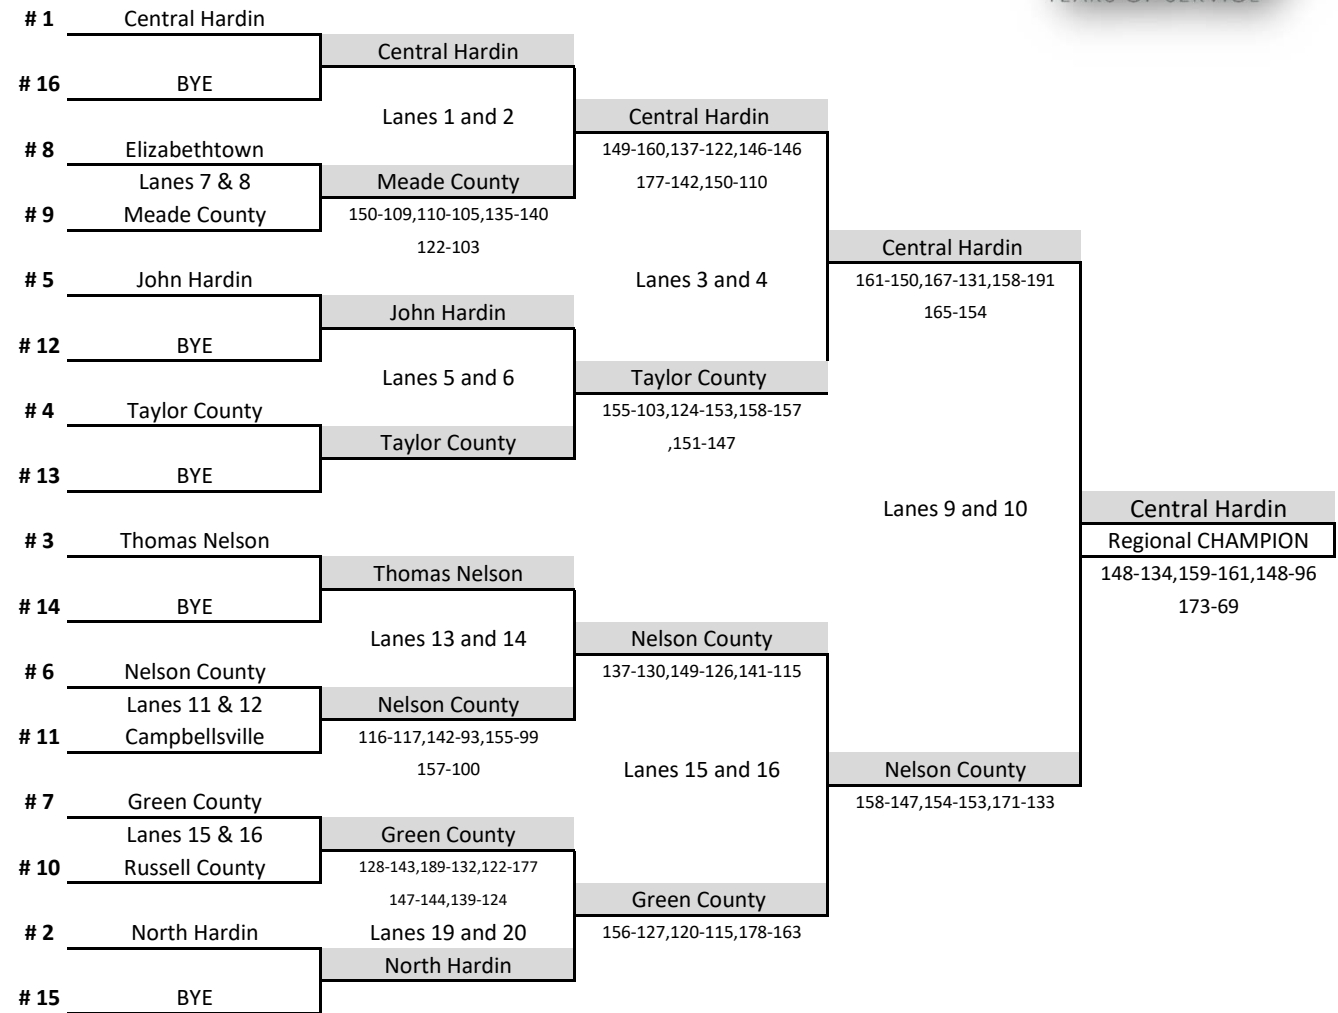 # 1 Central Hardin
Central Hardin
# 16 BYE
Lanes 1 and 2 Central Hardin
# 8 Elizabethtown 149-160,137-122,146-146
Lanes 7 & 8 Meade County 177-142,150-110
# 9 Meade County 150-109,110-105,135-140
122-103 Central Hardin
# 5 John Hardin Lanes 3 and 4 161-150,167-131,158-191
John Hardin 165-154
# 12 BYE
Lanes 5 and 6 Taylor County
# 4 Taylor County 155-103,124-153,158-157
Taylor County ,151-147
# 13 BYE
Lanes 9 and 10 Central Hardin
# 3 Thomas Nelson Regional CHAMPION
Thomas Nelson 148-134,159-161,148-96
# 14 BYE 173-69
Lanes 13 and 14 Nelson County
# 6 Nelson County 137-130,149-126,141-115
Lanes 11 & 12 Nelson County
# 11 Campbellsville 116-117,142-93,155-99
157-100 Lanes 15 and 16 Nelson County
# 7 Green County 158-147,154-153,171-133
Lanes 15 & 16 Green County
# 10 Russell County 128-143,189-132,122-177
147-144,139-124 Green County
# 2 North Hardin Lanes 19 and 20 156-127,120-115,178-163
North Hardin
# 15 BYE